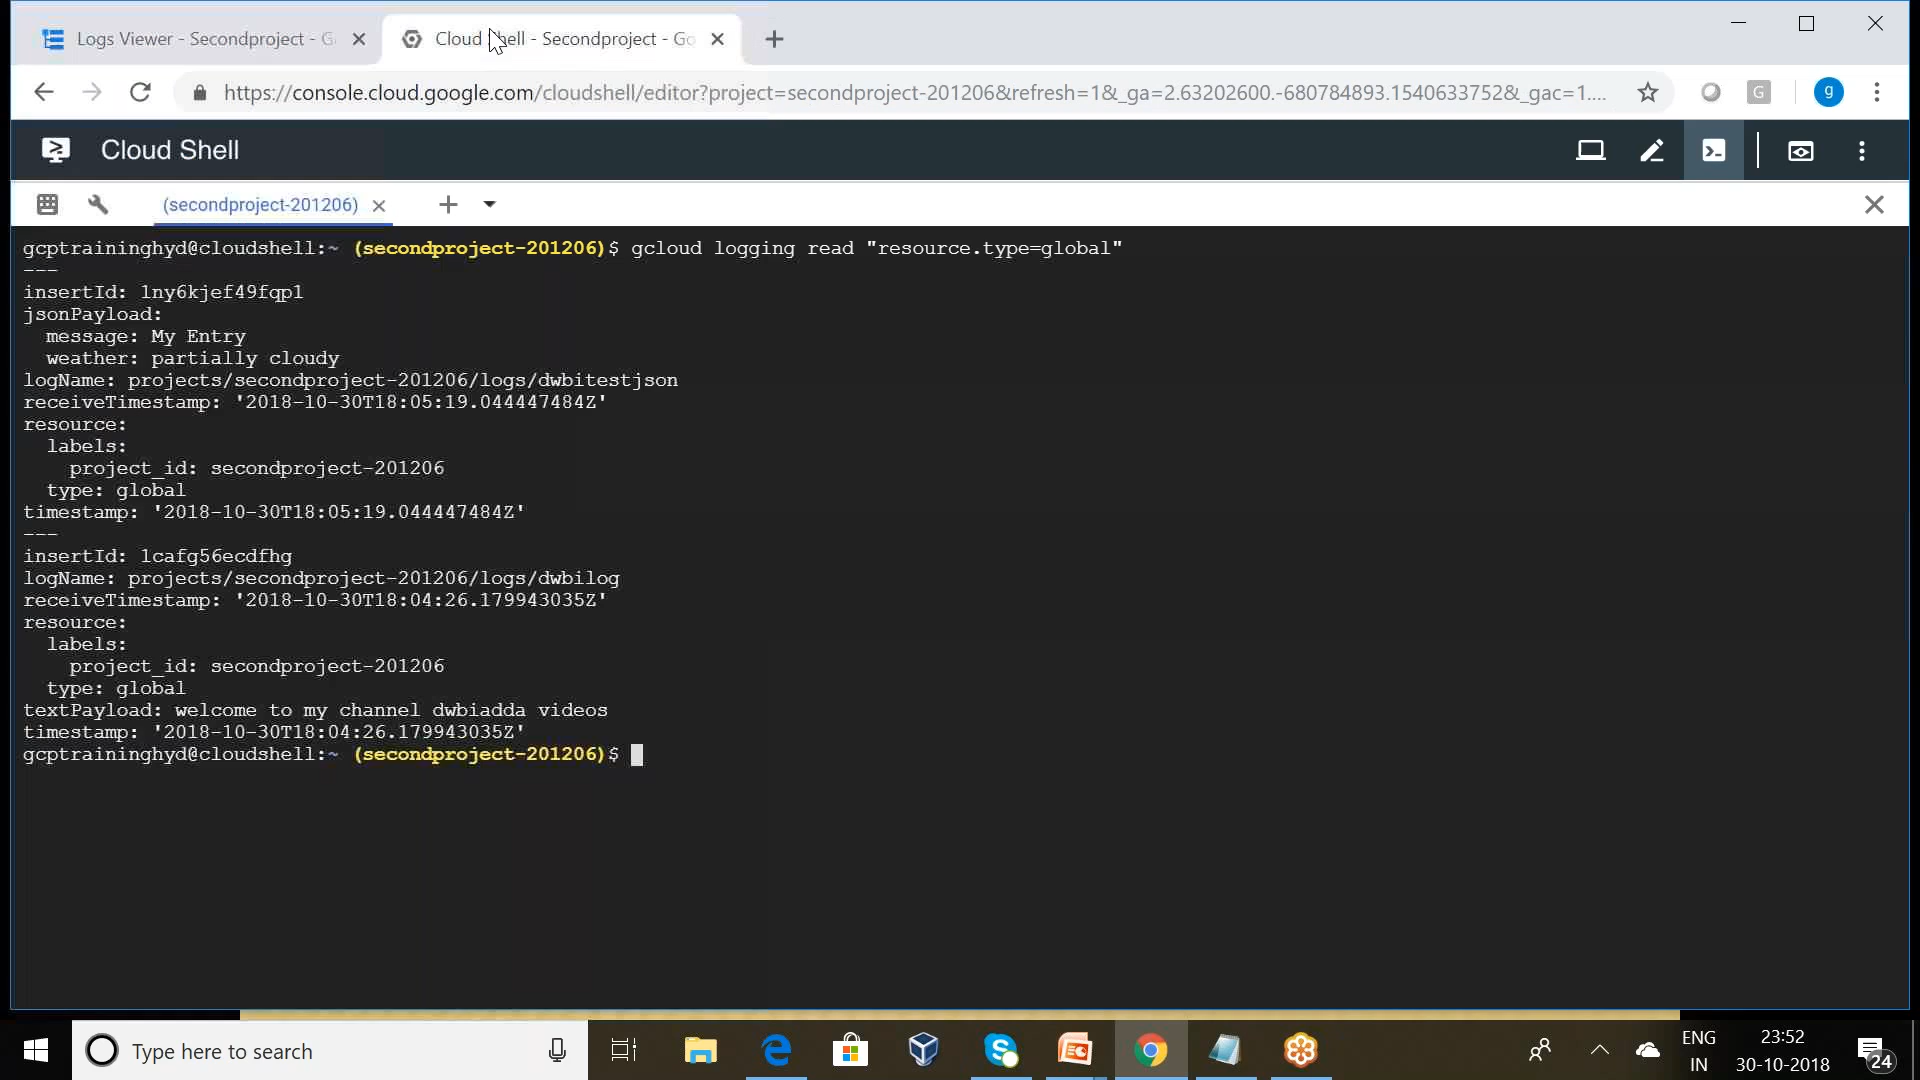 Logs Viewer - Secondproject - G
Cloud Shell - Secondproject - Go
https://console.cloud.google.com/cloudshell/editor?project=secondproject-201206&refresh=1&_ga=2.63202600.-680784893.1540633752&_gac=1....
G
g
Cloud Shell
(secondproject-201206)
gcptraininghyd@cloudshell:~ (secondproject-201206)$ gcloud logging read "resource.type=global"
---
insertId: 1ny6kjef49fqp1
jsonPayload:
  message: My Entry
  weather: partially cloudy
logName: projects/secondproject-201206/logs/dwbitestjson
receiveTimestamp: '2018-10-30T18:05:19.044447484Z'
resource:
  labels:
    project_id: secondproject-201206
  type: global
timestamp: '2018-10-30T18:05:19.044447484Z'
---
insertId: 1cafg56ecdfhg
logName: projects/secondproject-201206/logs/dwbilog
receiveTimestamp: '2018-10-30T18:04:26.179943035Z'
resource:
  labels:
    project_id: secondproject-201206
  type: global
textPayload: welcome to my channel dwbiadda videos
timestamp: '2018-10-30T18:04:26.179943035Z'
gcptraininghyd@cloudshell:~ (secondproject-201206)$
Type here to search
ENG
IN
23:52
30-10-2018
24